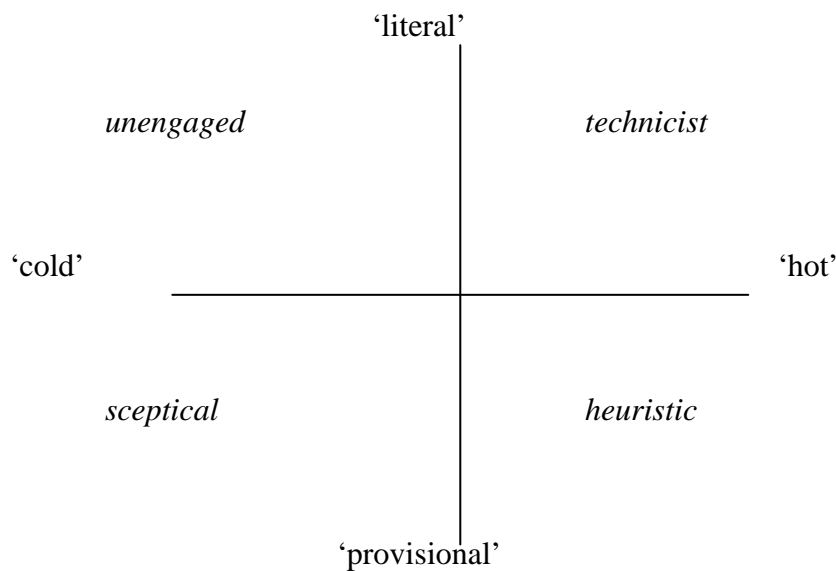 ‘literal’
unengaged technicist
‘cold’ ‘hot’
sceptical heuristic
‘provisional’